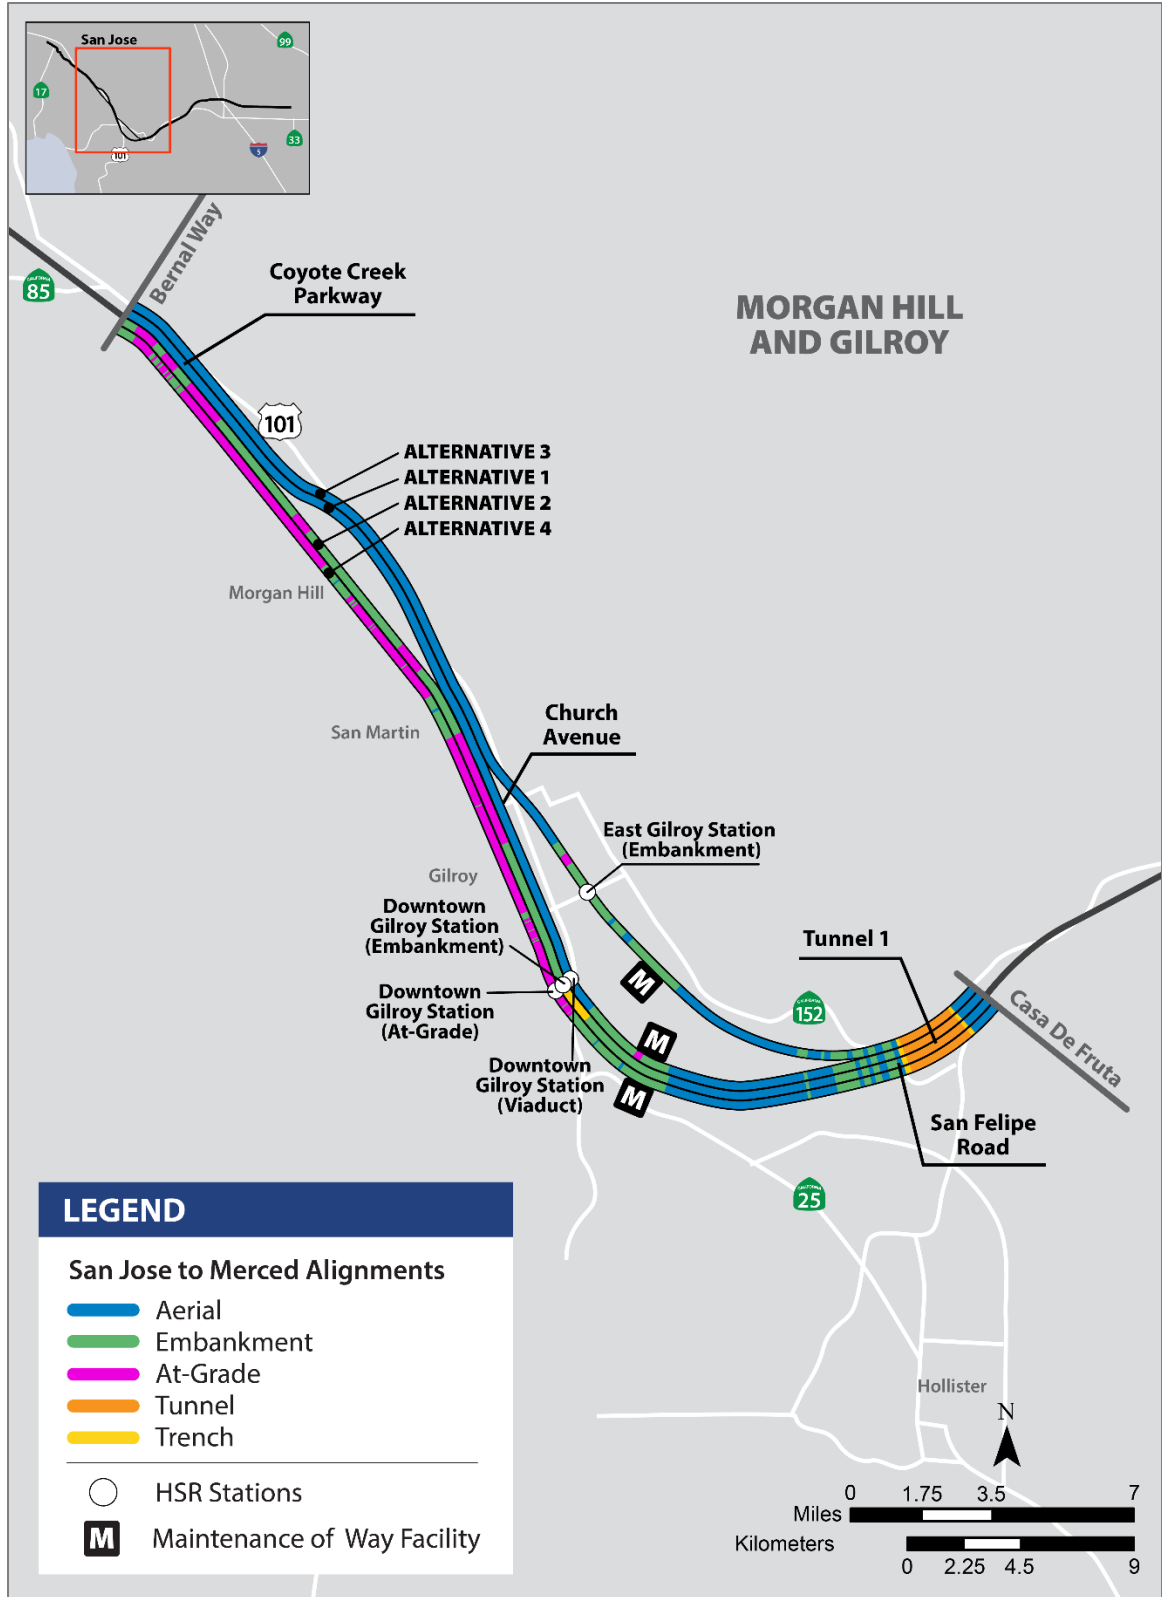 San Jose
99
17
101
5
33
Bernal Way
CALIFORNIA
85
Coyote Creek
Parkway
MORGAN HILL
AND GILROY
101
ALTERNATIVE 3
ALTERNATIVE 1
ALTERNATIVE 2
ALTERNATIVE 4
Morgan Hill
San Martin
Church
Avenue
East Gilroy Station
(Embankment)
Gilroy
Downtown
Gilroy Station
(Embankment)
Downtown
Gilroy Station
(At-Grade)
Downtown
Gilroy Station
(Viaduct)
M
M
M
Tunnel 1
CALIFORNIA
152
Casa De Fruta
San Felipe
Road
CALIFORNIA
25
Hollister
LEGEND
San Jose to Merced Alignments
Aerial
Embankment
At-Grade
Tunnel
Trench
HSR Stations
M Maintenance of Way Facility
N
0 1.75 3.5 7
Miles
Kilometers
0 2.25 4.5 9